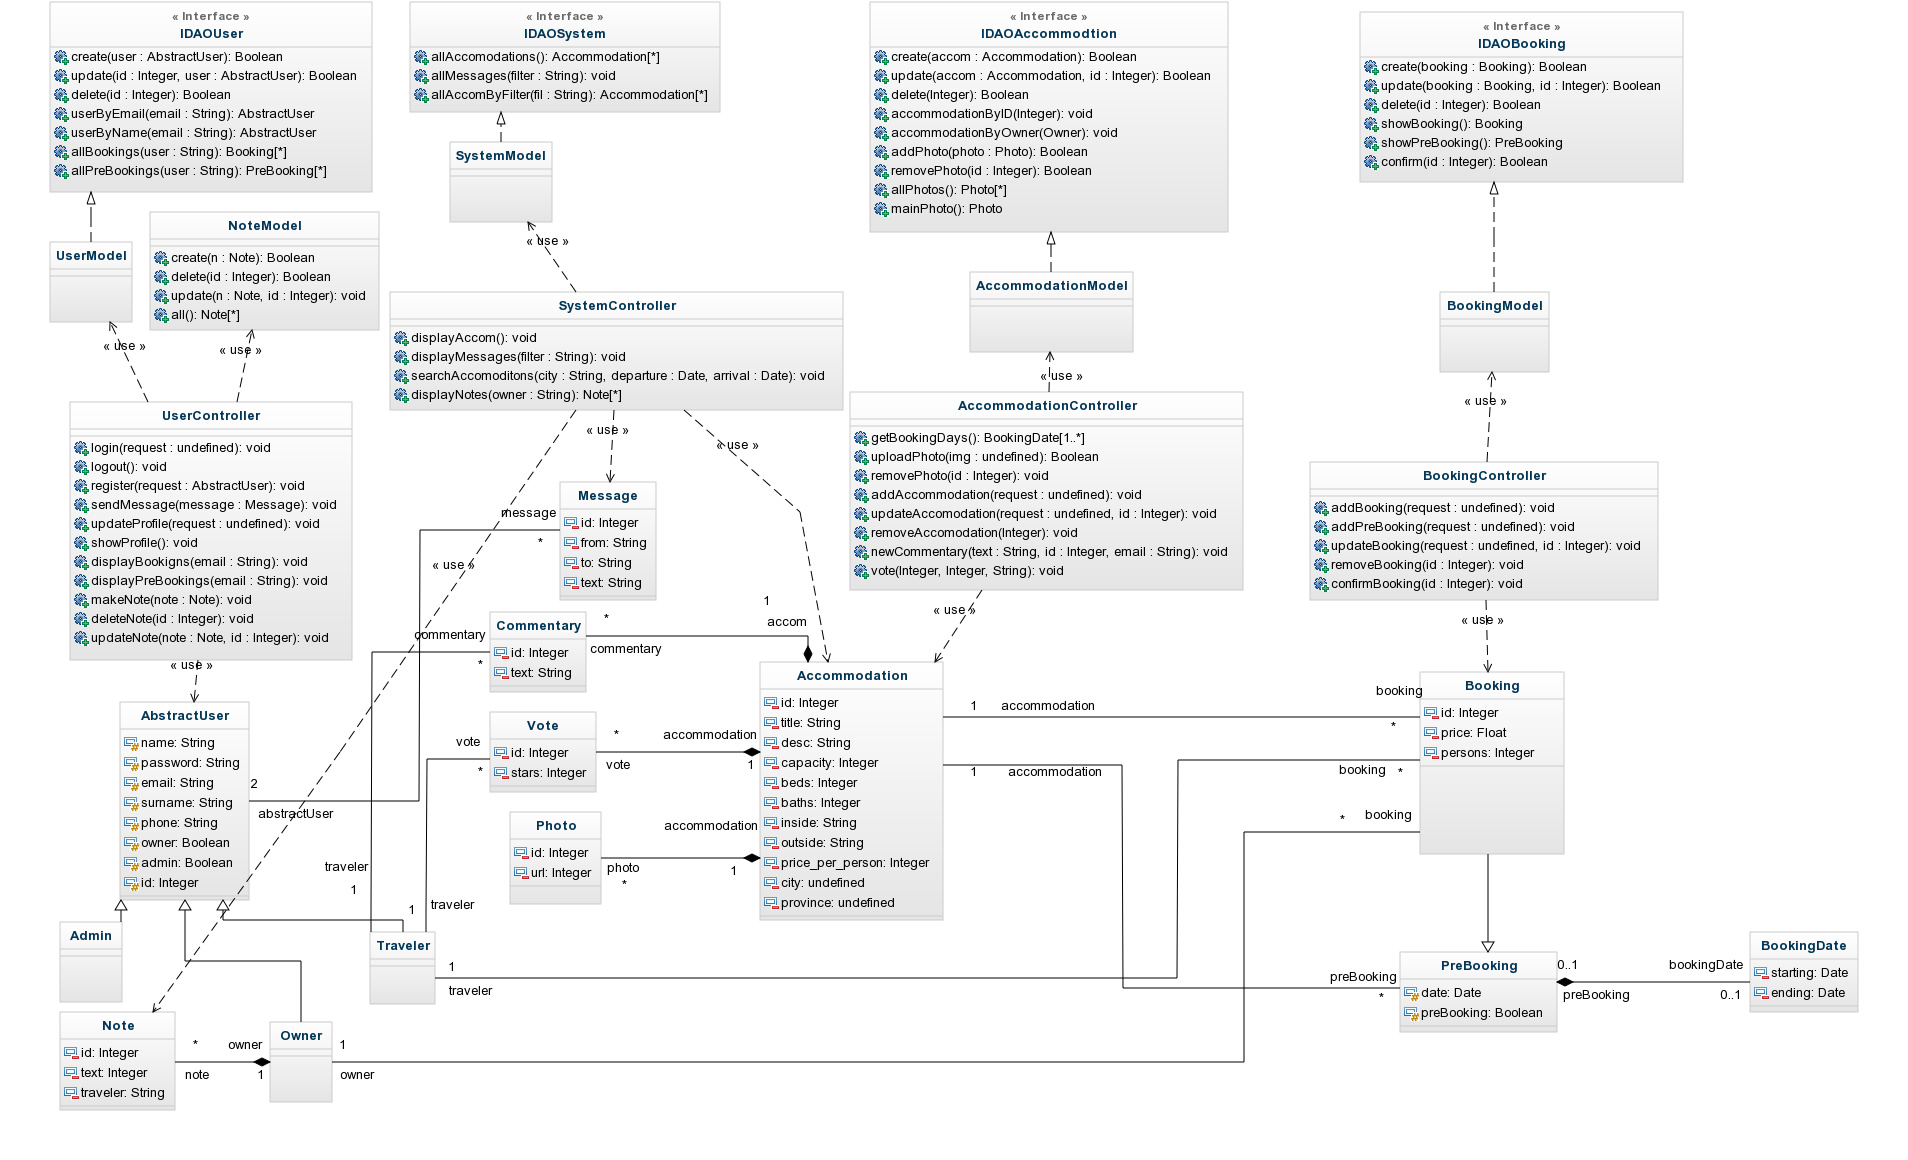 « Interface »
IDAOUser
create(user : AbstractUser): Boolean
update(id : Integer, user : AbstractUser): Boolean
delete(id : Integer): Boolean
userByEmail(email : String): AbstractUser
userByName(email : String): AbstractUser
allBookings(user : String): Booking[*]
allPreBookings(user : String): PreBooking[*]
« Interface »
IDAOSystem
allAccomodations(): Accommodation[*]
allMessages(filter : String): void
allAccomByFilter(fil : String): Accommodation[*]
« Interface »
IDAOAccommodtion
create(accom : Accommodation): Boolean
update(accom : Accommodation, id : Integer): Boolean
delete(Integer): Boolean
accommodationByID(Integer): void
accommodationByOwner(Owner): void
addPhoto(photo : Photo): Boolean
removePhoto(id : Integer): Boolean
allPhotos(): Photo[*]
mainPhoto(): Photo
« Interface »
IDAOBooking
create(booking : Booking): Boolean
update(booking : Booking, id : Integer): Boolean
delete(id : Integer): Boolean
showBooking(): Booking
showPreBooking(): PreBooking
confirm(id : Integer): Boolean
UserModel
NoteModel
create(n : Note): Boolean
delete(id : Integer): Boolean
update(n : Note, id : Integer): void
all(): Note[*]
SystemModel
« use »
AccommodationModel
BookingModel
« use »
« use »
SystemController
displayAccom(): void
displayMessages(filter : String): void
searchAccomoditons(city : String, departure : Date, arrival : Date): void
displayNotes(owner : String): Note[*]
« use »
« use »
UserController
login(request : undefined): void
logout(): void
register(request : AbstractUser): void
sendMessage(message : Message): void
updateProfile(request : undefined): void
showProfile(): void
displayBookigns(email : String): void
displayPreBookings(email : String): void
makeNote(note : Note): void
deleteNote(id : Integer): void
updateNote(note : Note, id : Integer): void
« use »
« use »
« use »
« use »
AccommodationController
getBookingDays(): BookingDate[1..*]
uploadPhoto(img : undefined): Boolean
removePhoto(id : Integer): void
addAccommodation(request : undefined): void
updateAccomodation(request : undefined, id : Integer): void
removeAccomodation(Integer): void
newCommentary(text : String, id : Integer, email : String): void
vote(Integer, Integer, String): void
« use »
BookingController
addBooking(request : undefined): void
addPreBooking(request : undefined): void
updateBooking(request : undefined, id : Integer): void
removeBooking(id : Integer): void
confirmBooking(id : Integer): void
« use »
Message
id: Integer
from: String
to: String
text: String
message
*
Commentary
id: Integer
text: String
commentary
*
*
commentary
1
accom
AbstractUser
name: String
password: String
email: String
surname: String
phone: String
owner: Boolean
admin: Boolean
id: Integer
2
abstractUser
Vote
id: Integer
stars: Integer
vote
*
*
vote
accommodation
1
Photo
id: Integer
url: Integer
photo
*
accommodation
1
Accommodation
id: Integer
title: String
desc: String
capacity: Integer
beds: Integer
baths: Integer
inside: String
outside: String
price_per_person: Integer
city: undefined
province: undefined
1
accommodation
1
accommodation
Booking
id: Integer
price: Float
persons: Integer
booking
*
booking
*
booking
*
traveler
1
1
traveler
Admin
Traveler
1
traveler
PreBooking
date: Date
preBooking: Boolean
preBooking
*
0..1
preBooking
bookingDate
0..1
BookingDate
starting: Date
ending: Date
Note
id: Integer
text: Integer
traveler: String
*
note
owner
1
Owner
1
owner